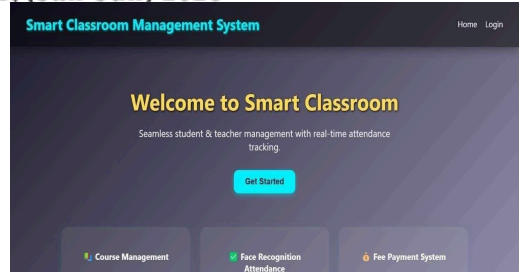 Smart Classroom Management System
Home Login
Welcome to Smart Classroom
Seamless student & teacher management with real-time attendance
tracking.
Get Started
Course Management
Face Recognition
Attendance
Fee Payment System